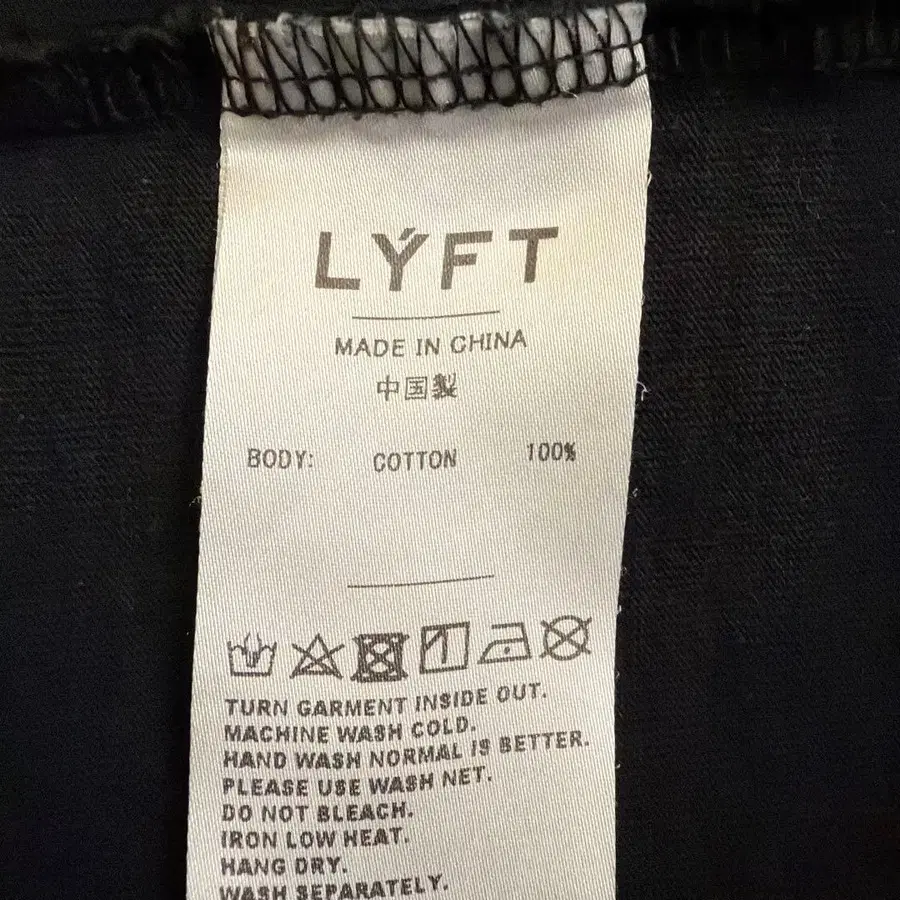 LÝFT
MADE IN CHINA
中国製
BODY: COTTON 100%
TURN GARMENT INSIDE OUT.
MACHINE WASH COLD.
HAND WASH NORMAL IS BETTER.
PLEASE USE WASH NET.
DO NOT BLEACH.
IRON LOW HEAT.
HANG DRY.
WASH SEPARATELY.